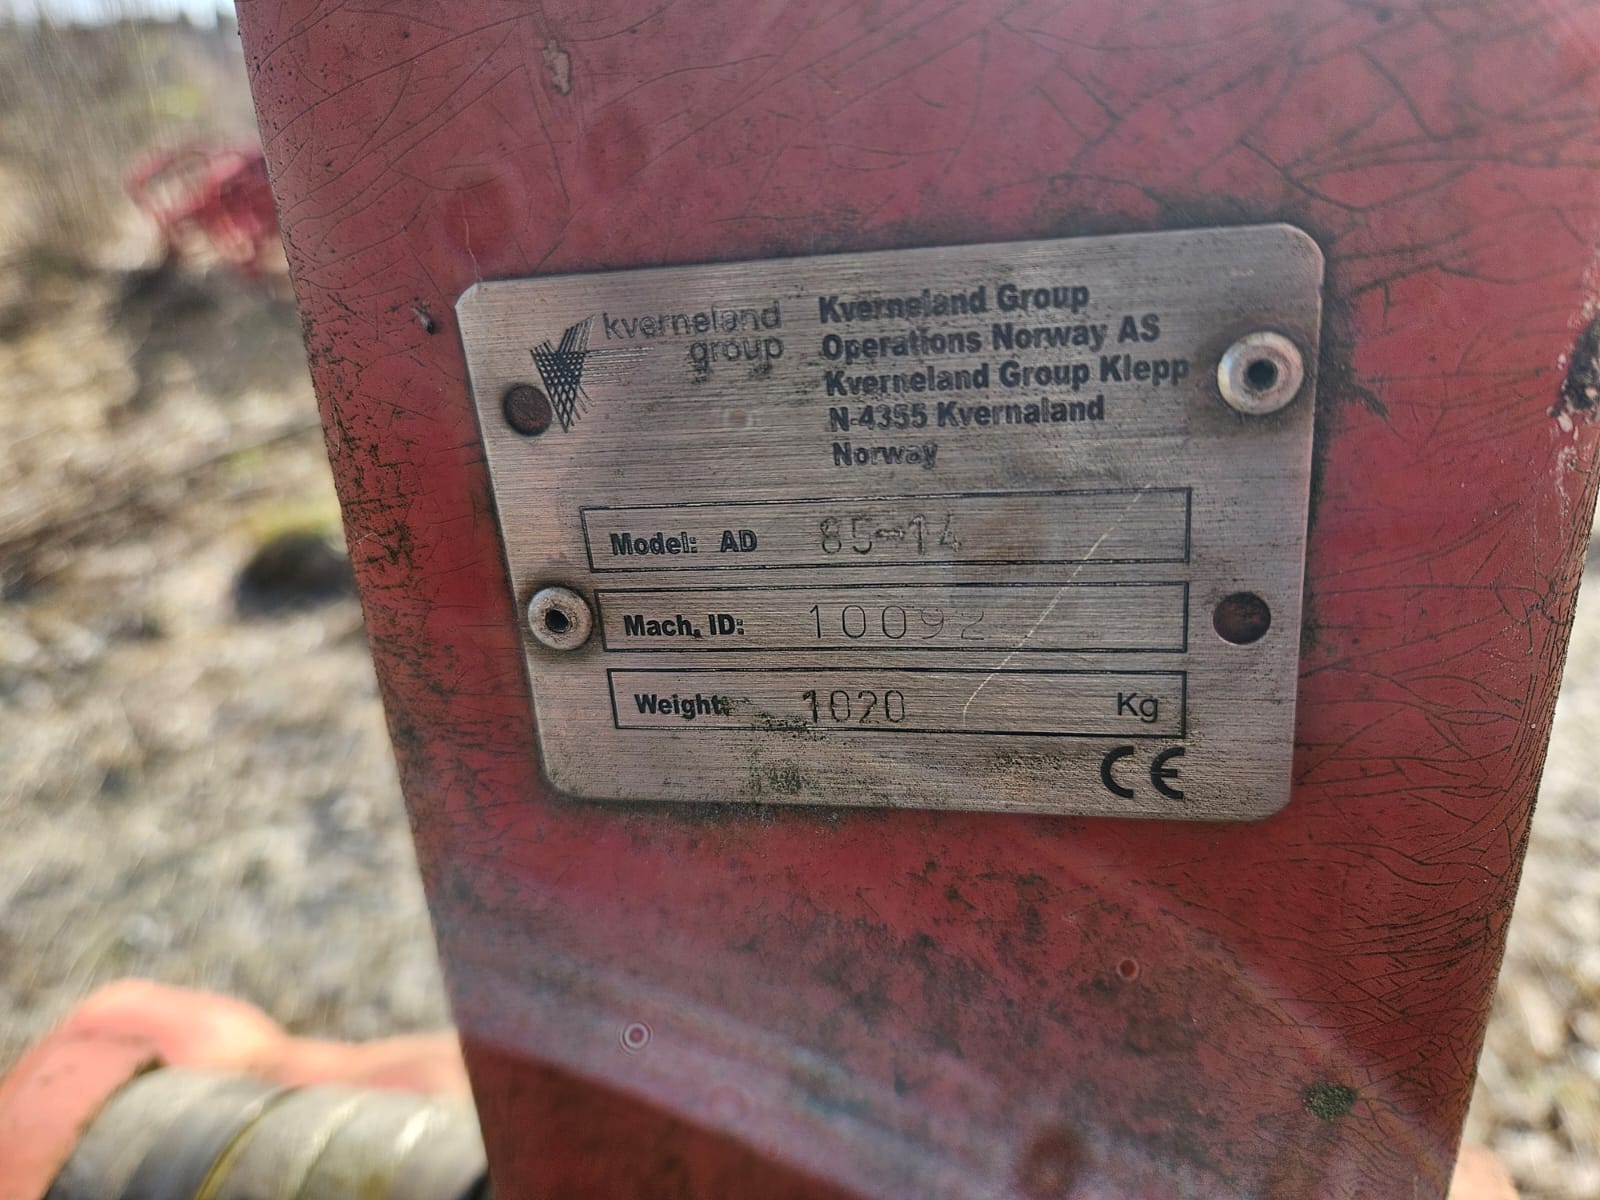 kverneland
group
Kverneland Group
Operations Norway AS
Kverneland Group Klepp
N-4355 Kvernaland
Norway
Model: AD 85-14
Mach. ID: 10092
Weight: 1020 Kg
CE